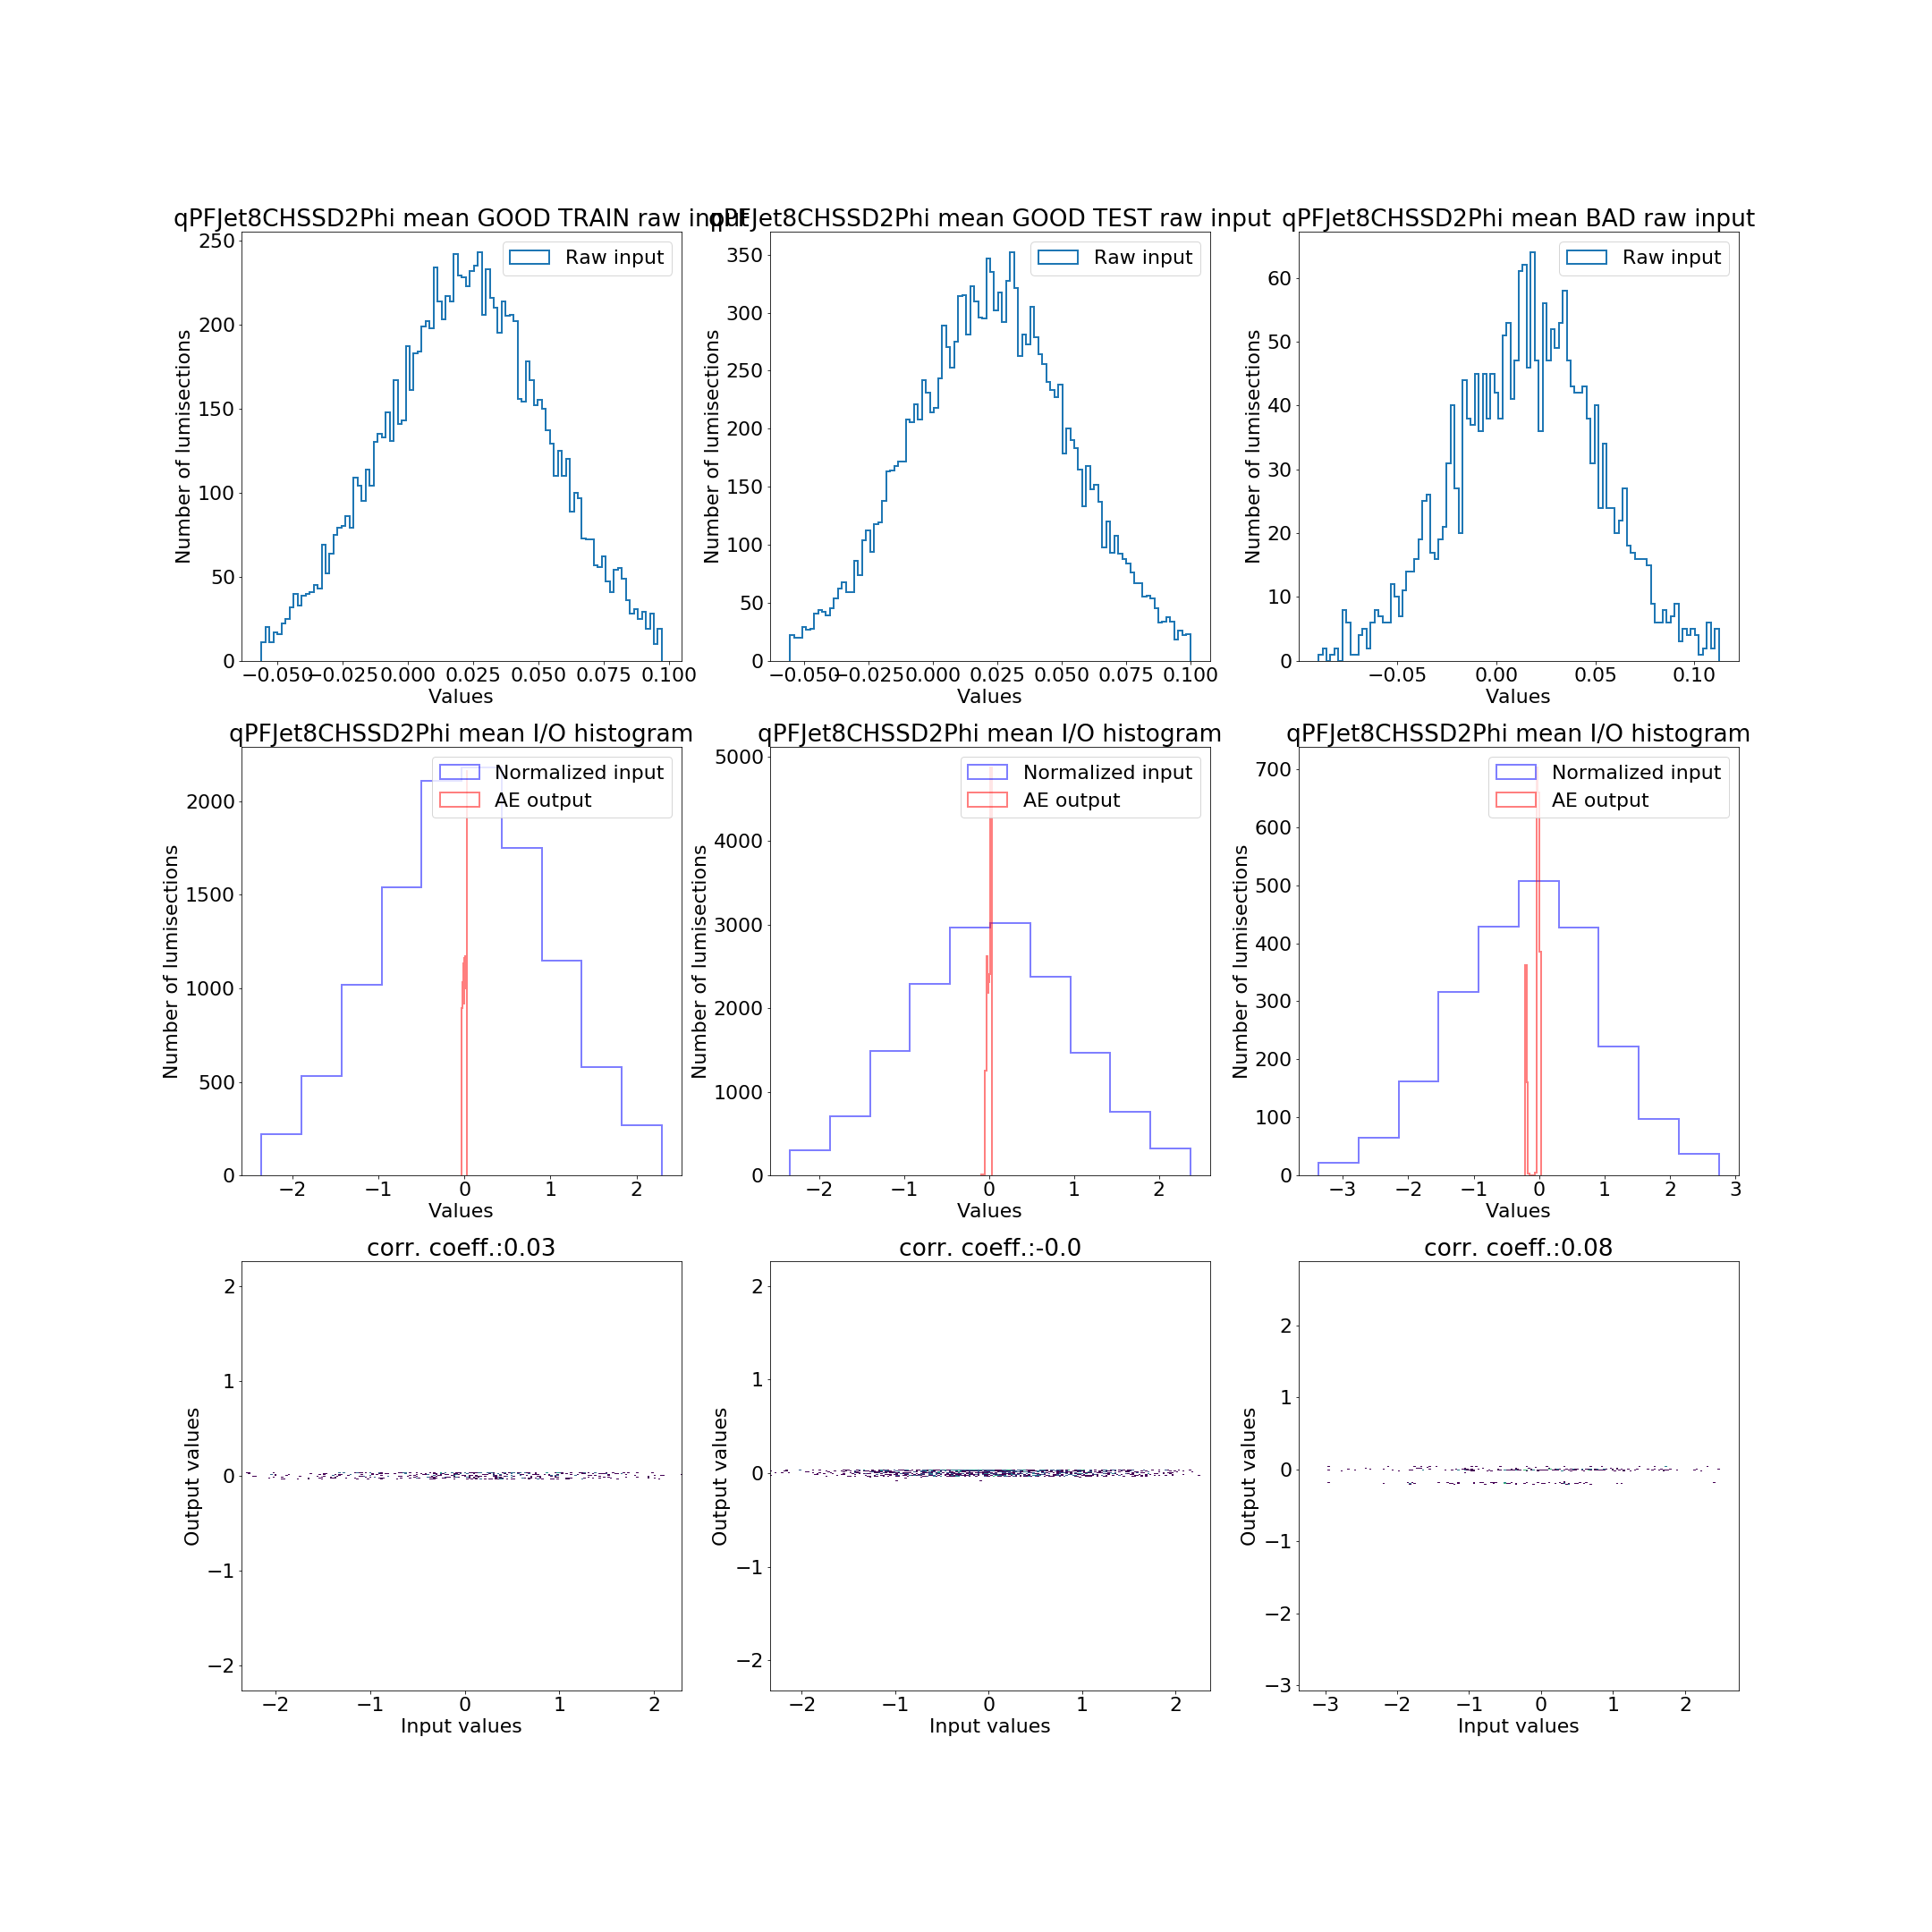 qPFJet8CHSSD2Phi mean GOOD TRAIN raw input
250
200
150
100
50
0
Number of lumisections
Raw input
−0.050
−0.025
0.000
0.025
0.050
0.075
0.100
Values
qPFJet8CHSSD2Phi mean GOOD TEST raw input
350
300
250
200
150
100
50
0
Number of lumisections
Raw input
−0.050
−0.025
0.000
0.025
0.050
0.075
0.100
Values
qPFJet8CHSSD2Phi mean BAD raw input
60
50
40
30
20
10
0
Number of lumisections
Raw input
−0.05
0.00
0.05
0.10
Values
qPFJet8CHSSD2Phi mean I/O histogram
2000
1500
1000
500
0
Number of lumisections
Normalized input
AE output
−2
−1
0
1
2
Values
qPFJet8CHSSD2Phi mean I/O histogram
5000
4000
3000
2000
1000
0
Number of lumisections
Normalized input
AE output
−2
−1
0
1
2
Values
qPFJet8CHSSD2Phi mean I/O histogram
700
600
500
400
300
200
100
0
Number of lumisections
Normalized input
AE output
−3
−2
−1
0
1
2
3
Values
corr. coeff.:0.03
2
1
0
−1
−2
Output values
−2
−1
0
1
2
Input values
corr. coeff.:-0.0
2
1
0
−1
−2
Output values
−2
−1
0
1
2
Input values
corr. coeff.:0.08
2
1
0
−1
−2
−3
Output values
−3
−2
−1
0
1
2
Input values